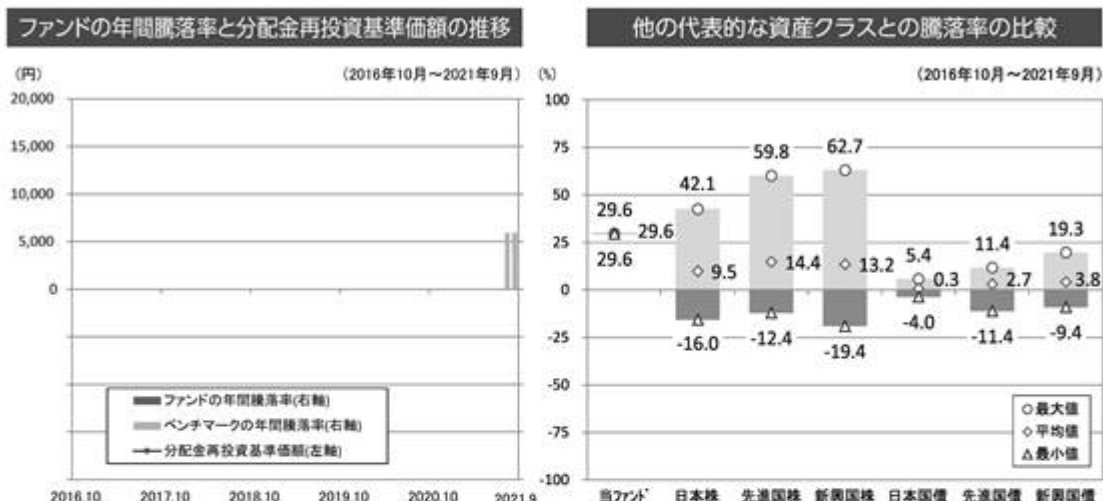 ファンドの年間騰落率と分配金再投資基準価額の推移
(円)
(2016年10月～2021年9月)
20,000
15,000
10,000
5,000
0
ファンドの年間騰落率(右軸)
ベンチマークの年間騰落率(右軸)
分配金再投資基準価額(左軸)
2016.10
2017.10
2018.10
2019.10
2020.10
2021.9
他の代表的な資産クラスとの騰落率の比較
(%)
(2016年10月～2021年9月)
100
75
50
25
0
-25
-50
-75
-100
29.6
29.6
29.6
42.1
9.5
-16.0
59.8
14.4
-12.4
62.7
13.2
-19.4
5.4
0.3
-4.0
11.4
2.7
-11.4
19.3
3.8
-9.4
最大値
平均値
最小値
当ファンド
日本株
先進国株
新興国株
日本国債
先進国債
新興国債